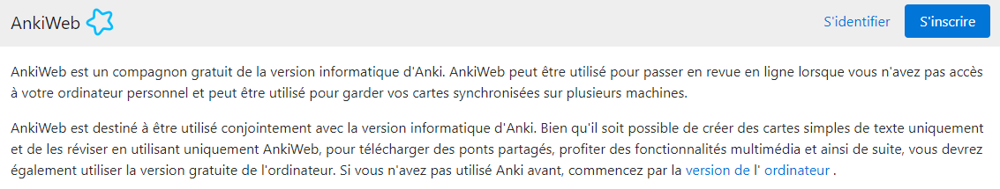 AnkiWeb S'identifier S'inscrire
AnkiWeb est un compagnon gratuit de la version informatique d'Anki. AnkiWeb peut être utilisé pour passer en revue en ligne lorsque vous n'avez pas accès
à votre ordinateur personnel et peut être utilisé pour garder vos cartes synchronisées sur plusieurs machines.
AnkiWeb est destiné à être utilisé conjointement avec la version informatique d'Anki. Bien qu'il soit possible de créer des cartes simples de texte uniquement
et de les réviser en utilisant uniquement AnkiWeb, pour télécharger des ponts partagés, profiter des fonctionnalités multimédia et ainsi de suite, vous devrez
également utiliser la version gratuite de l'ordinateur. Si vous n'avez pas utilisé Anki avant, commencez par la version de l' ordinateur .